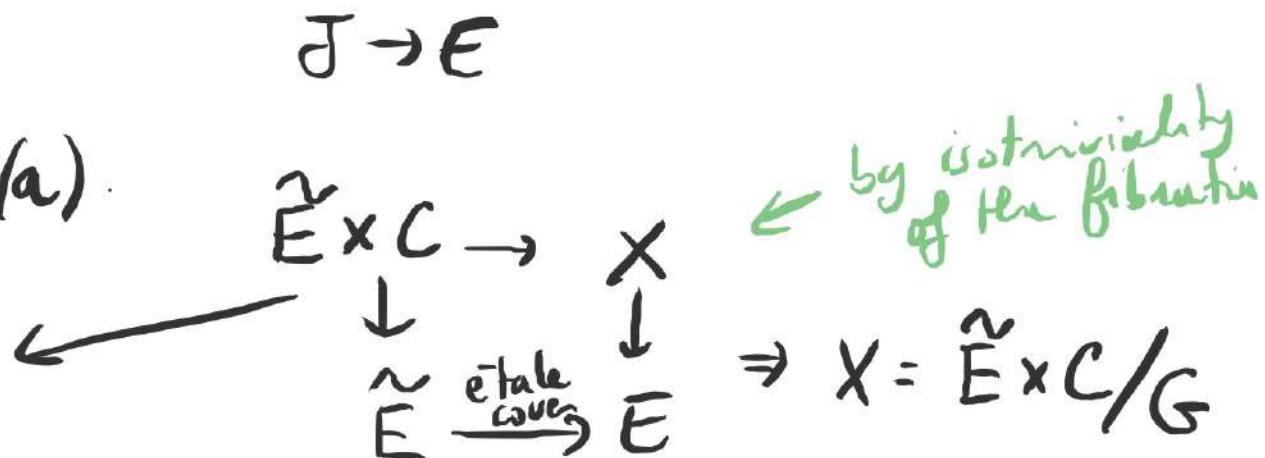 J → E
(a).
Ẽ × C → X
← by isotriviality
of the fibration
↓ ↓
Ẽ étale cover → E ⇒ X = Ẽ × C / G